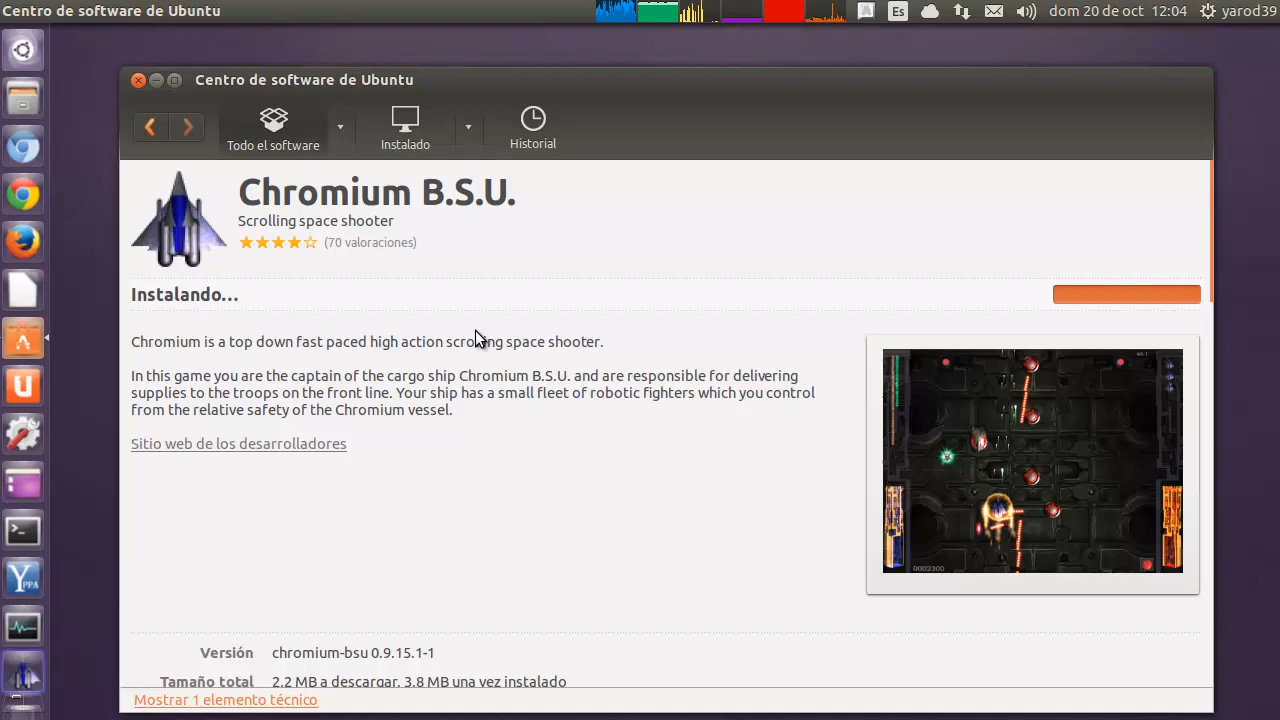 Centro de software de Ubuntu
Es
dom 20 de oct 12:04
yarod39
Centro de software de Ubuntu
Todo el software
Instalado
Historial
Chromium B.S.U.
Scrolling space shooter
(70 valoraciones)
Instalando…
Chromium is a top down fast paced high action scrolling space shooter.
In this game you are the captain of the cargo ship Chromium B.S.U. and are responsible for delivering
supplies to the troops on the front line. Your ship has a small fleet of robotic fighters which you control
from the relative safety of the Chromium vessel.
Sitio web de los desarrolladores
0002300
Versión chromium-bsu 0.9.15.1-1
Tamaño total 2.2 MB a descargar, 3.8 MB una vez instalado
Mostrar 1 elemento técnico